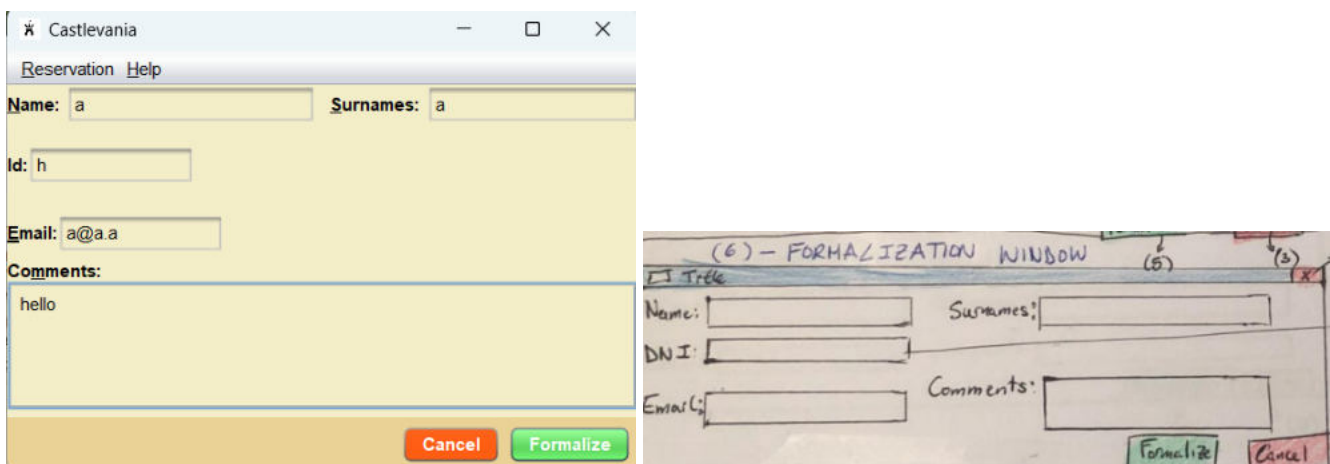 Castlevania
Reservation Help
Name: a Surnames: a
Id: h
Email: a@a.a
Comments:
hello
Cancel Formalize
(6) - FORMALIZATION WINDOW (5) (3)
Title X
Name: Surnames:
DNI:
Comments:
Email:
Formalize Cancel